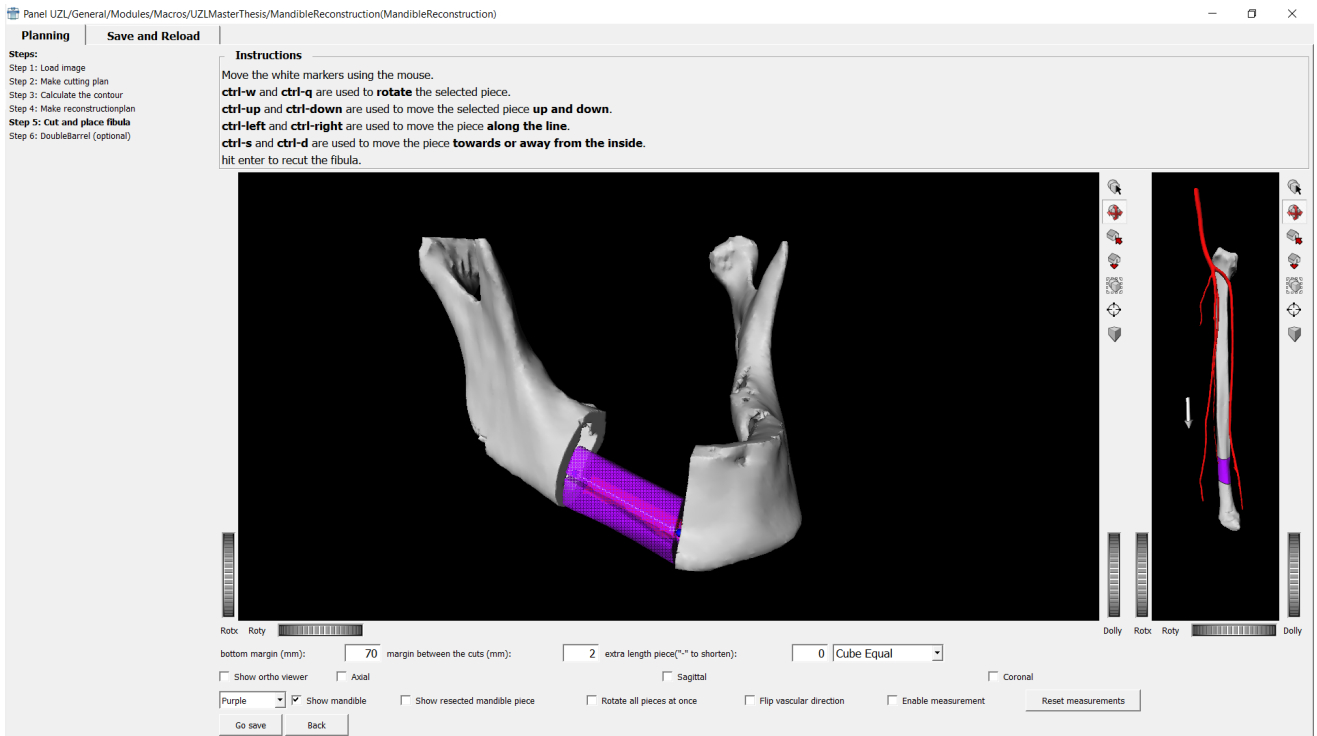 Panel UZL/General/Modules/Macros/UZLMasterThesis/MandibleReconstruction(MandibleReconstruction)
Planning Save and Reload
Steps:
Step 1: Load image
Step 2: Make cutting plan
Step 3: Calculate the contour
Step 4: Make reconstructionplan
Step 5: Cut and place fibula
Step 6: DoubleBarrel (optional)
Instructions
Move the white markers using the mouse.
ctrl-w and ctrl-q are used to rotate the selected piece.
ctrl-up and ctrl-down are used to move the selected piece up and down.
ctrl-left and ctrl-right are used to move the piece along the line.
ctrl-s and ctrl-d are used to move the piece towards or away from the inside.
hit enter to recut the fibula.
Rotx Roty Dolly Rotx Roty Dolly
bottom margin (mm): 70 margin between the cuts (mm): 2 extra length piece("-" to shorten): 0 Cube Equal
Show ortho viewer Axial Sagittal Coronal
Purple Show mandible Show resected mandible piece Rotate all pieces at once Flip vascular direction Enable measurement Reset measurements
Go save Back